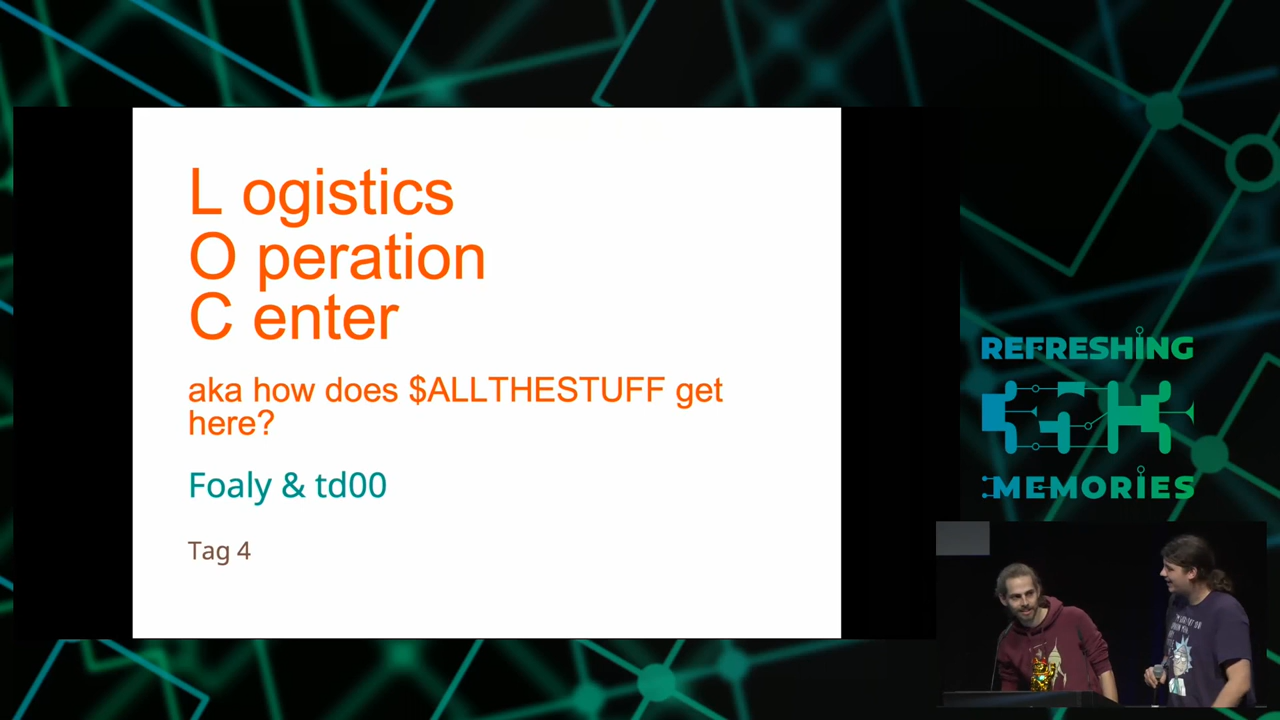 L ogistics
O peration
C enter
aka how does $ALLTHESTUFF get
here?
Foaly & td00
Tag 4
REFRESHING
MEMORIES